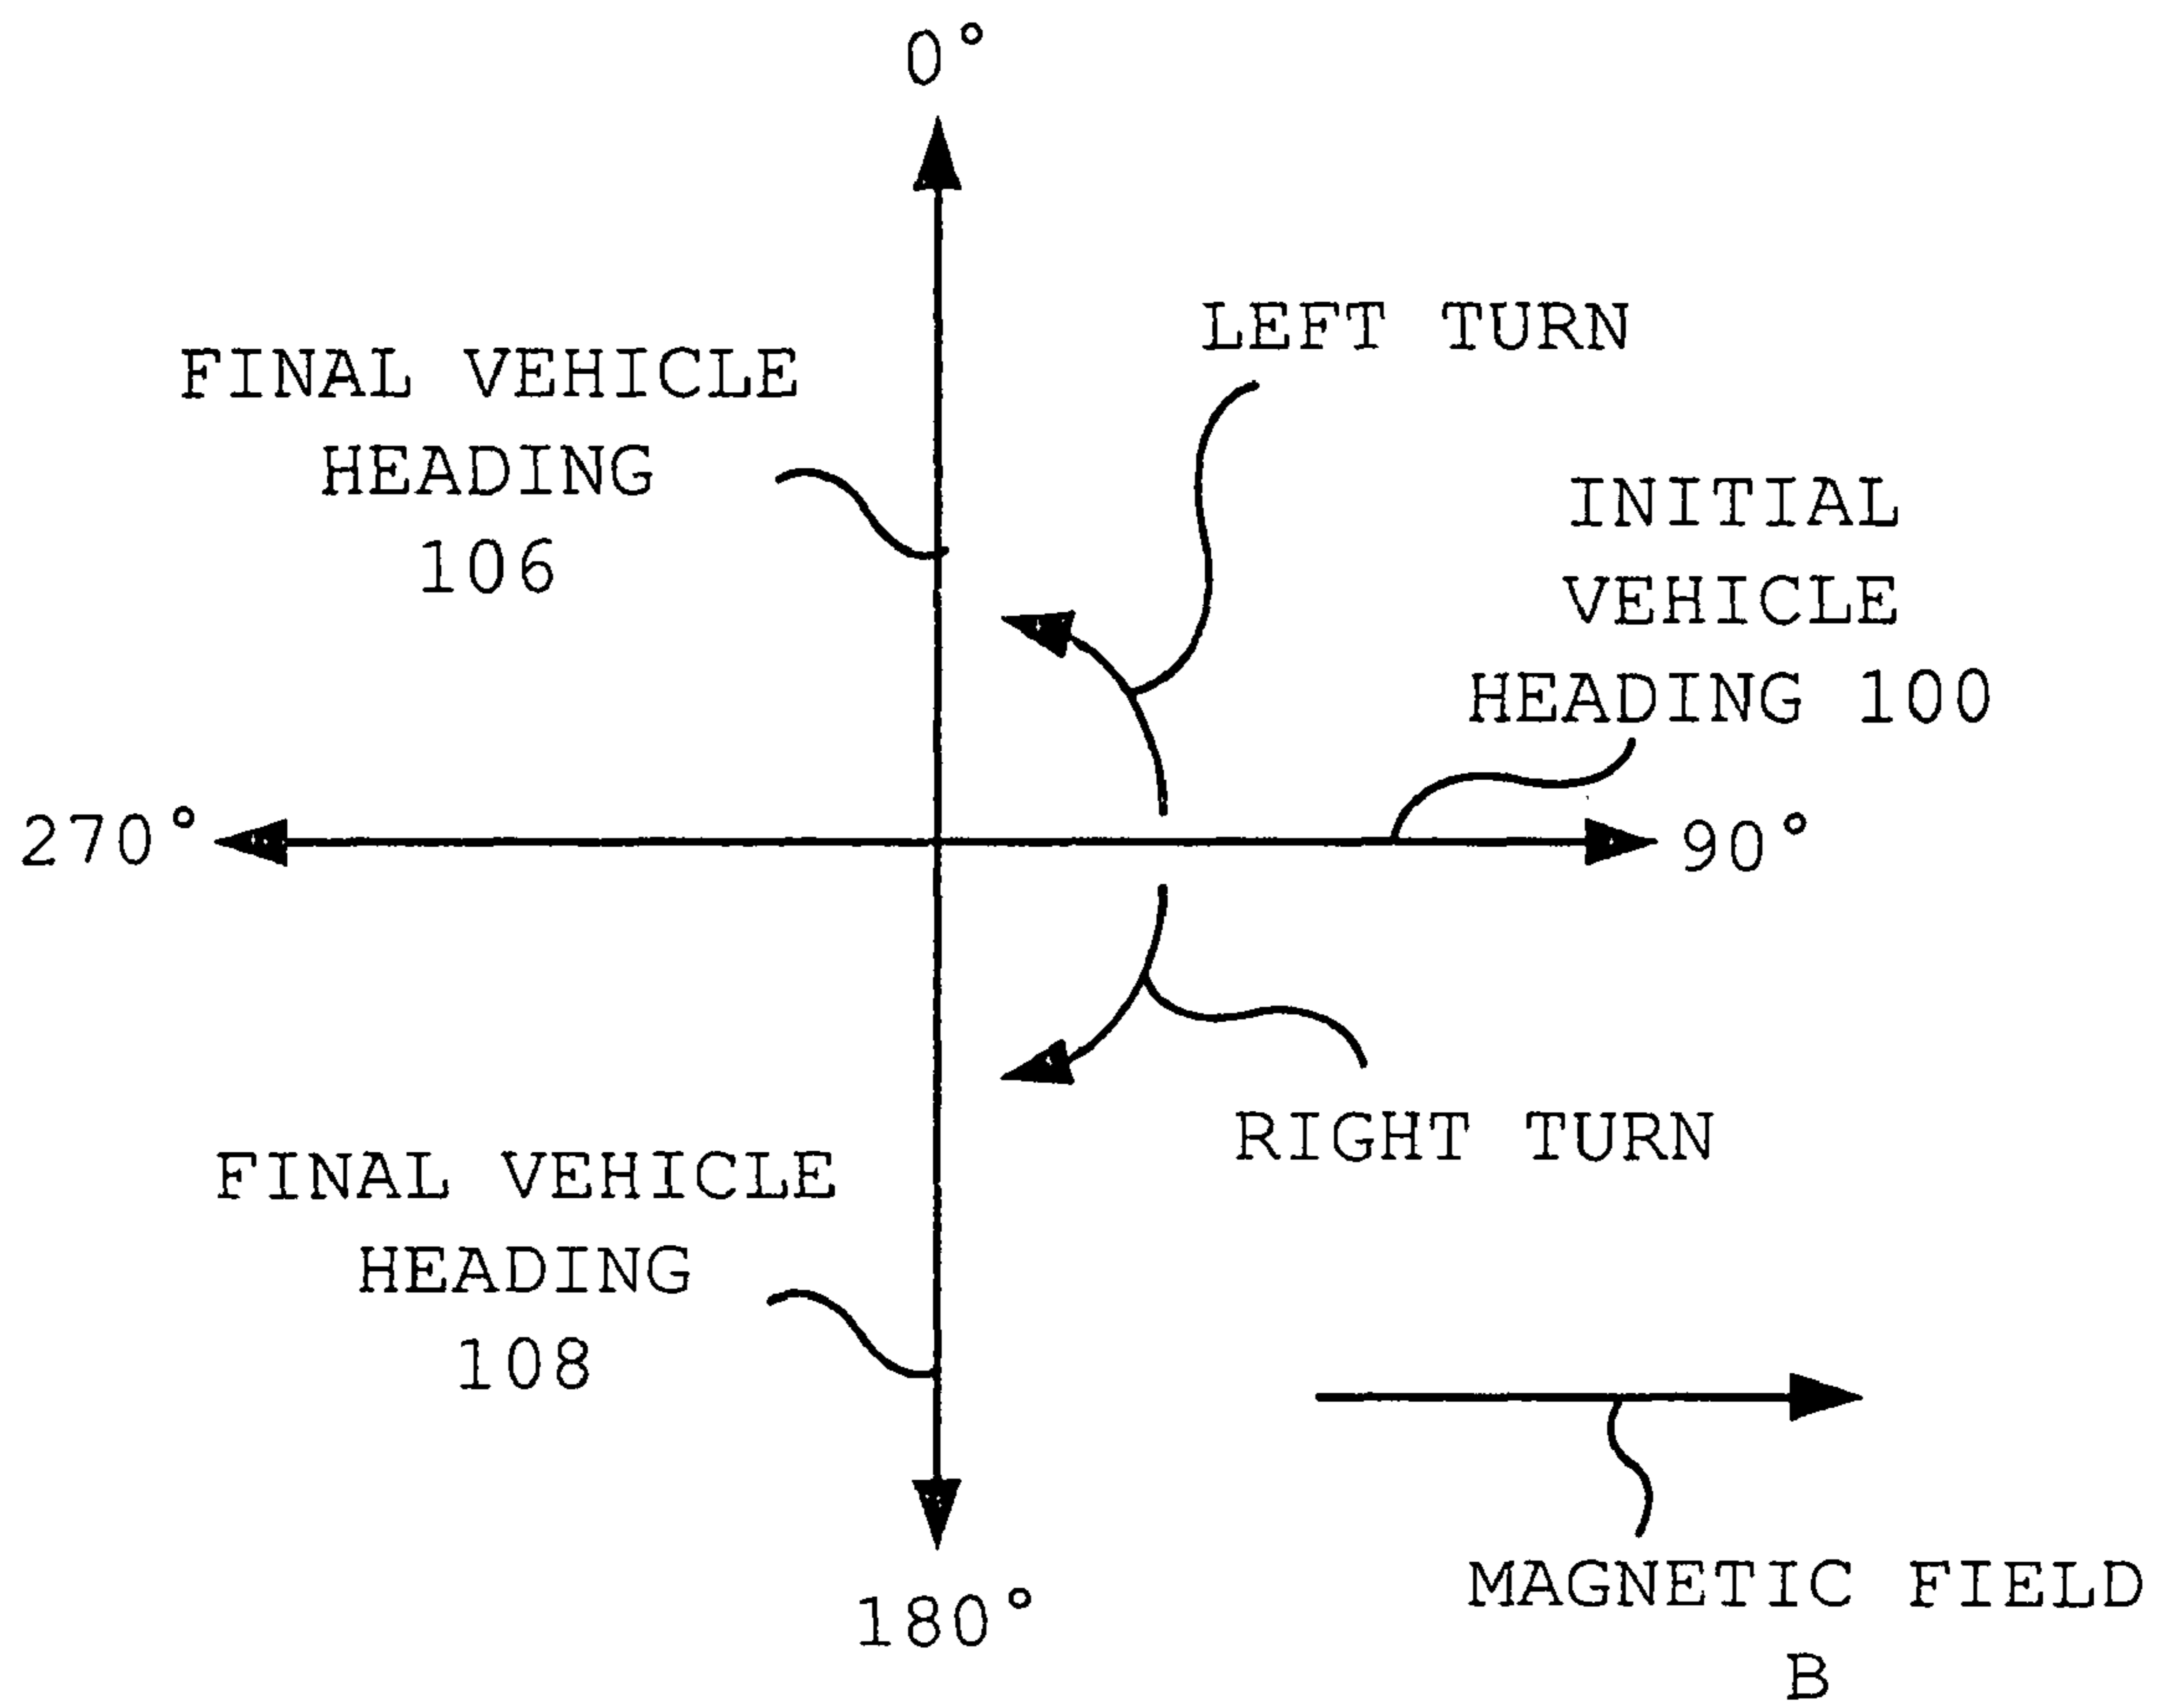 0°
LEFT TURN
FINAL VEHICLE
HEADING
106
INITIAL
VEHICLE
HEADING 100
270°
90°
RIGHT TURN
FINAL VEHICLE
HEADING
108
180°
MAGNETIC FIELD
B